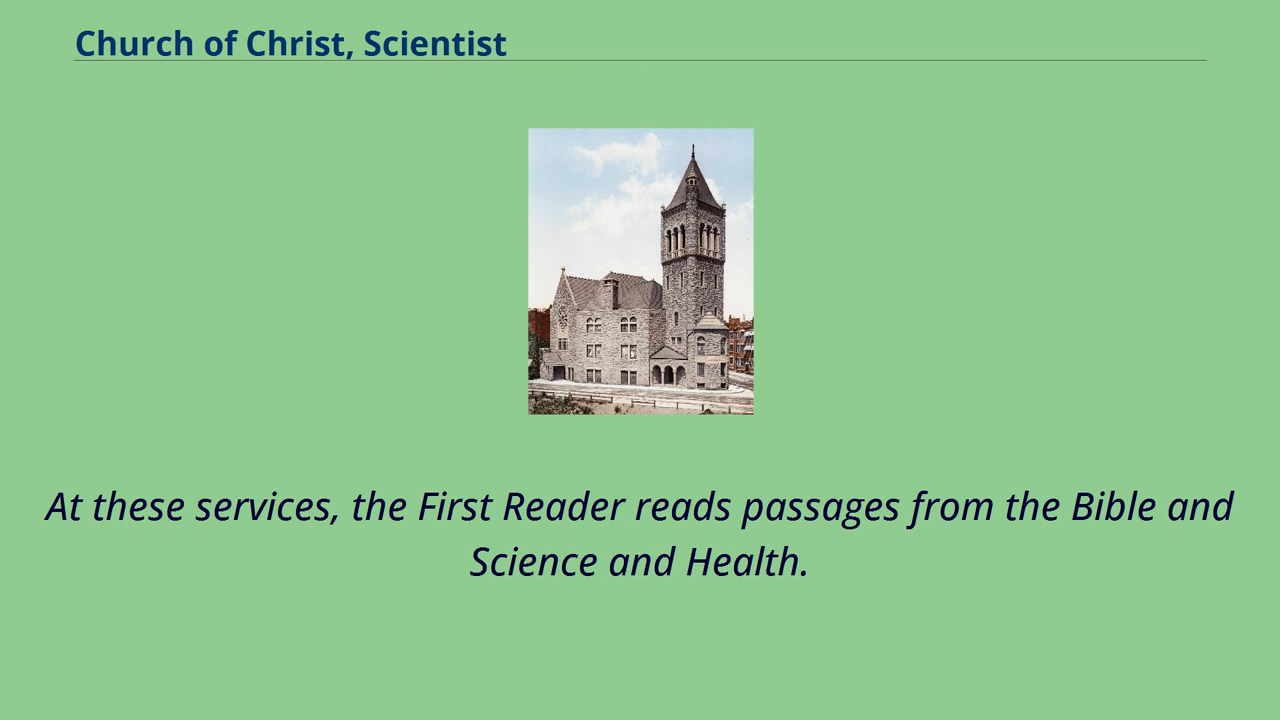 Church of Christ, Scientist
At these services, the First Reader reads passages from the Bible and
Science and Health.